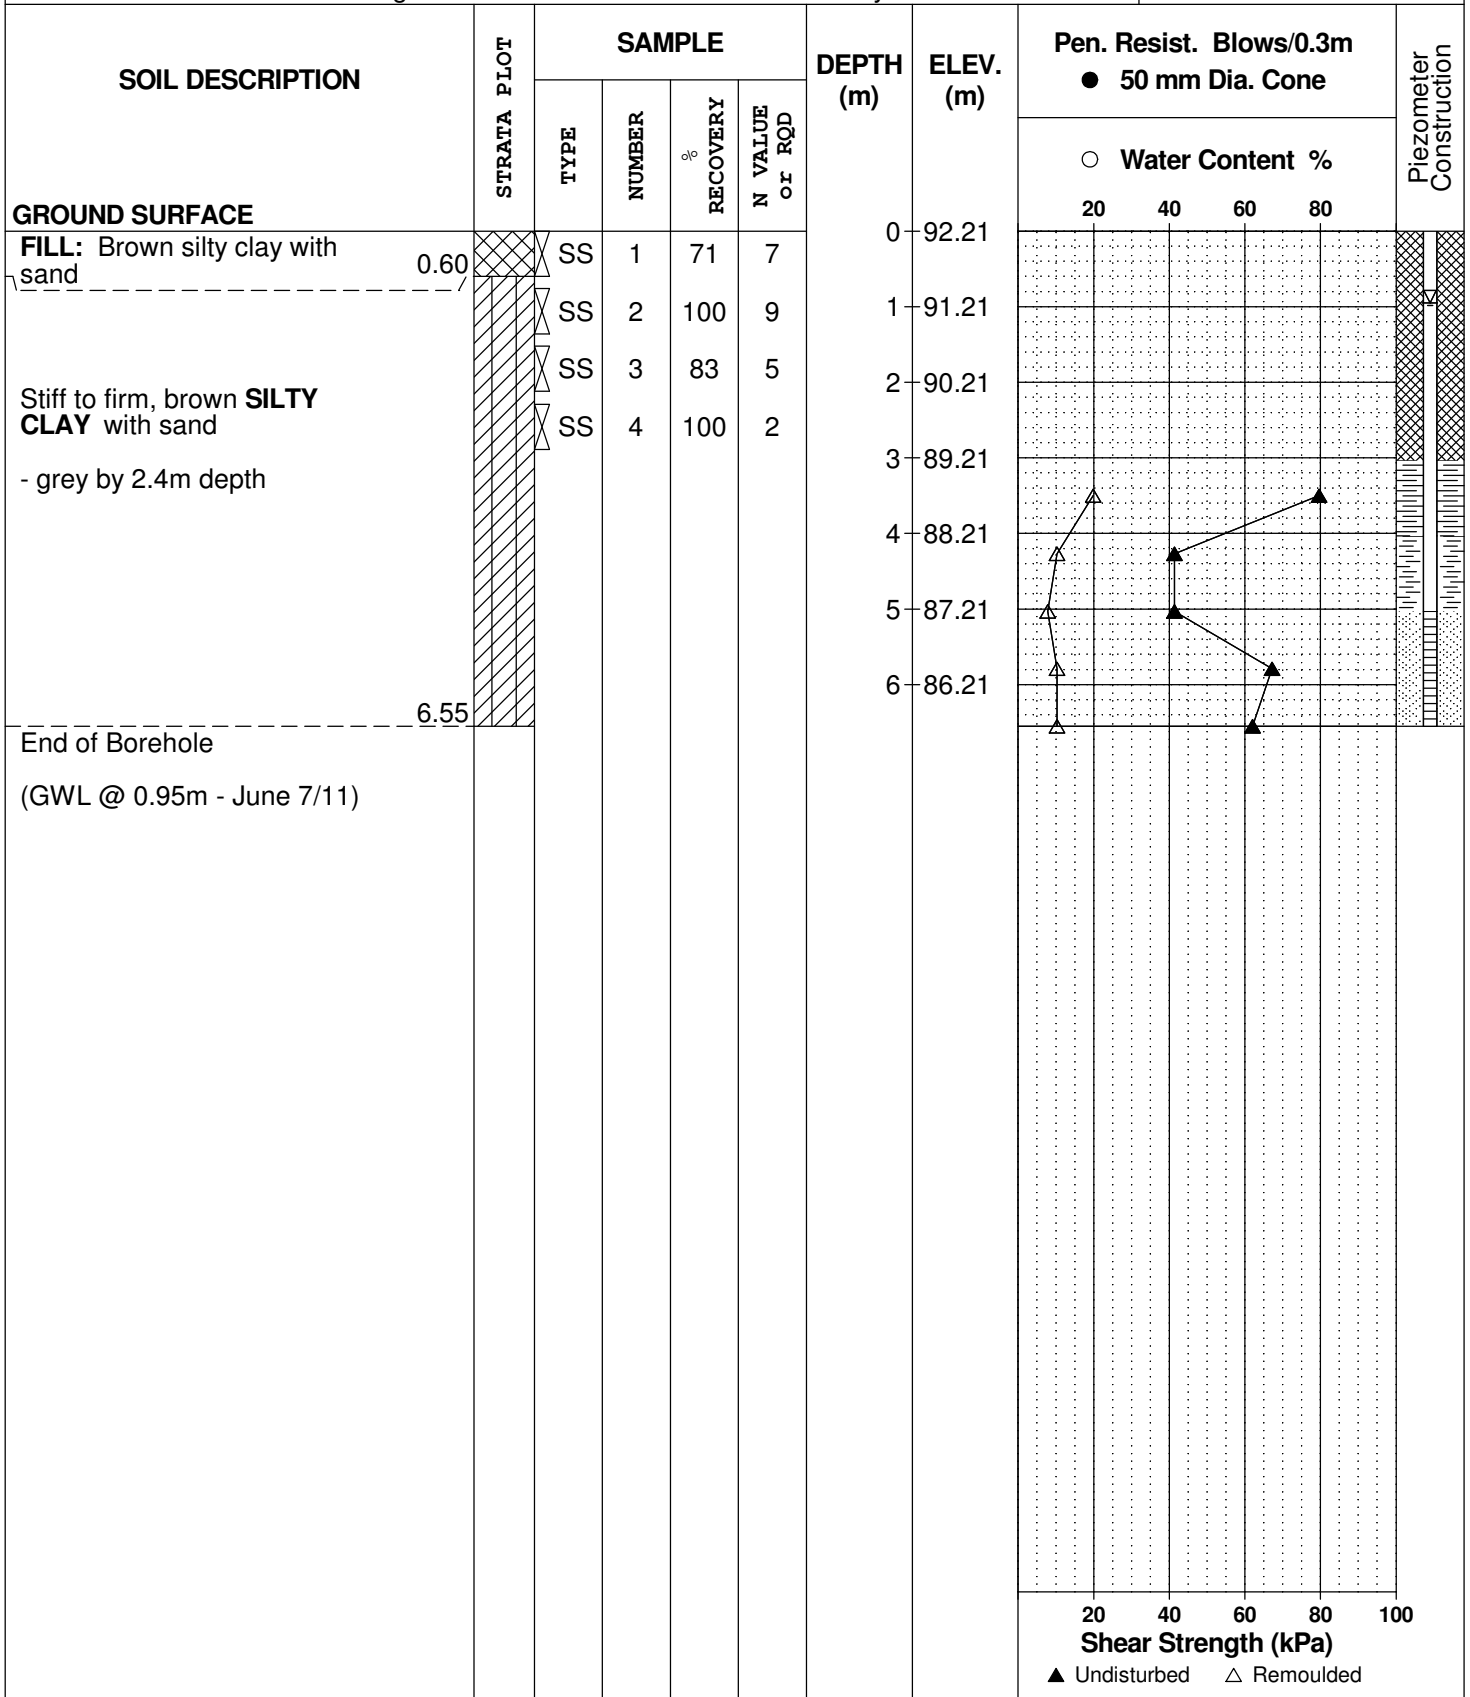 SOIL DESCRIPTION
GROUND SURFACE
STRATA PLOT
SAMPLE
TYPE
NUMBER
%
RECOVERY
N VALUE
or RQD
DEPTH
(m)
ELEV.
(m)
Pen. Resist. Blows/0.3m
● 50 mm Dia. Cone
○ Water Content %
20 40 60 80
Piezometer
Construction
FILL: Brown silty clay with
sand
0.60
SS 1 71 7
SS 2 100 9
SS 3 83 5
SS 4 100 2
Stiff to firm, brown SILTY
CLAY with sand
- grey by 2.4m depth
6.55
End of Borehole
(GWL @ 0.95m - June 7/11)
0 92.21
1 91.21
2 90.21
3 89.21
4 88.21
5 87.21
6 86.21
20 40 60 80 100
Shear Strength (kPa)
▲ Undisturbed △ Remoulded